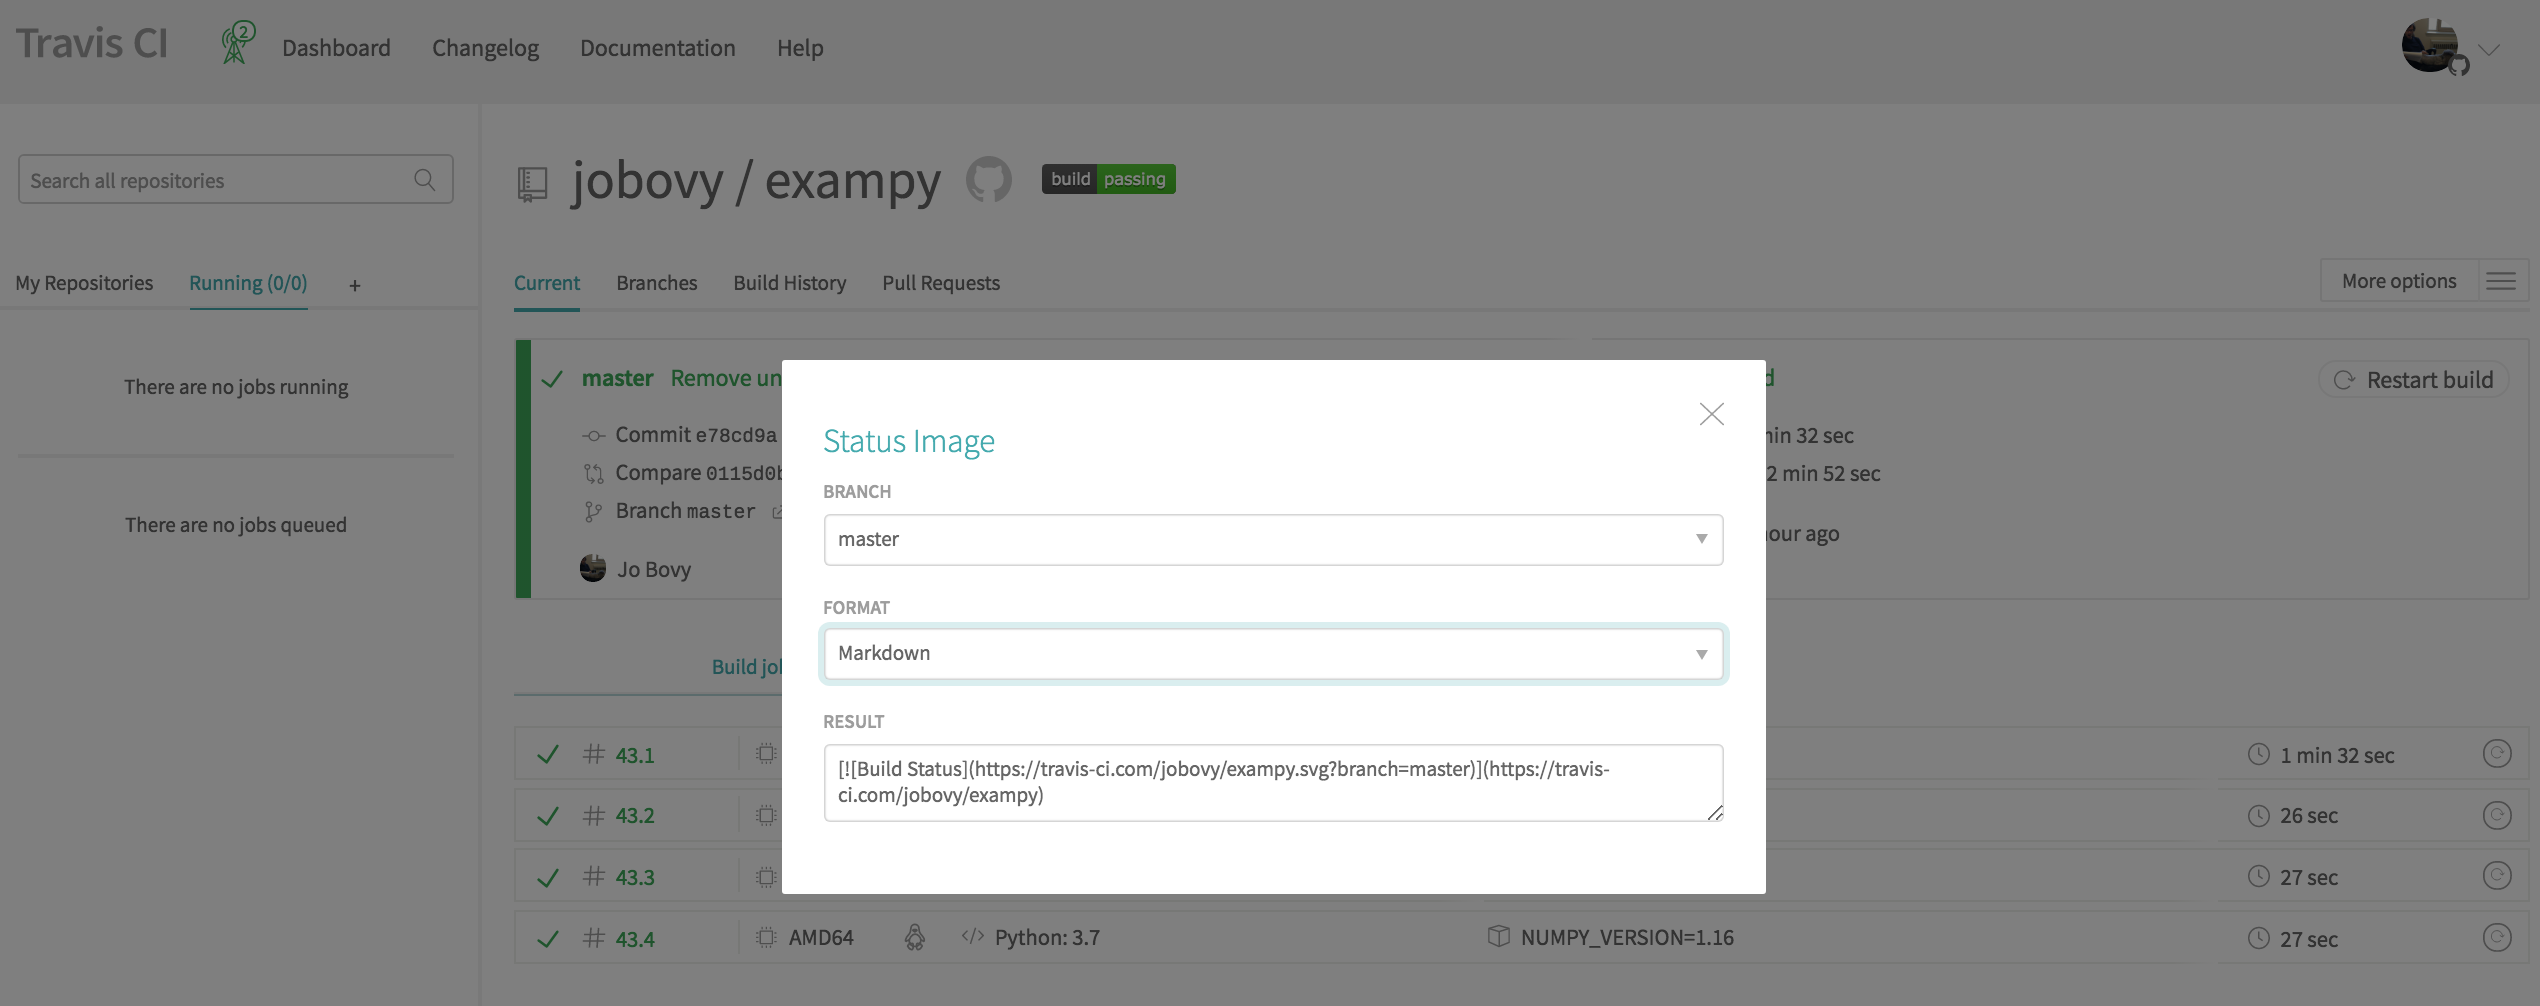 Travis CI
2
Dashboard
Changelog
Documentation
Help
Search all repositories
jobovy / exampy
build passing
My Repositories
Running (0/0)
+
Current
Branches
Build History
Pull Requests
More options
There are no jobs running
There are no jobs queued
master
Remove un
Restart build
Commit e78cd9a
Compare 0115d0
Branch master
Jo Bovy
in 32 sec
2 min 52 sec
our ago
Status Image
BRANCH
master
FORMAT
Markdown
RESULT
[![Build Status](https://travis-ci.com/jobovy/exampy.svg?branch=master)](https://travis-
ci.com/jobovy/exampy)
Build jo
# 43.1
1 min 32 sec
# 43.2
26 sec
# 43.3
27 sec
# 43.4
AMD64
</> Python: 3.7
NUMPY_VERSION=1.16
27 sec